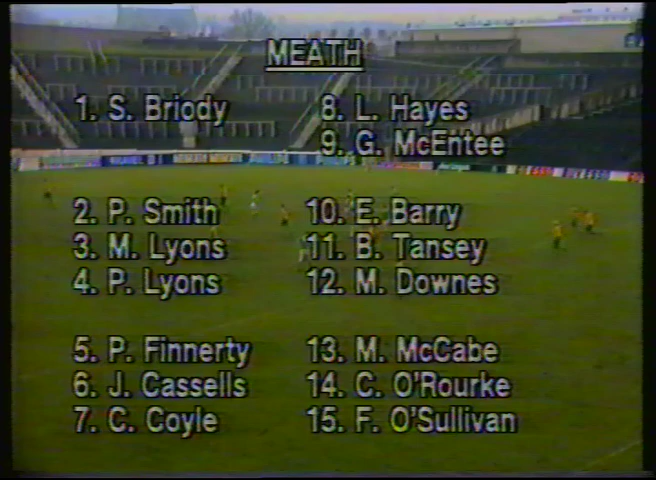 MEATH
1. S. Briody
2. P. Smith
3. M. Lyons
4. P. Lyons
5. P. Finnerty
6. J. Cassells
7. C. Coyle
8. L. Hayes
9. G. McEntee
10. E. Barry
11. B. Tansey
12. M. Downes
13. M. McCabe
14. C. O'Rourke
15. F. O'Sullivan